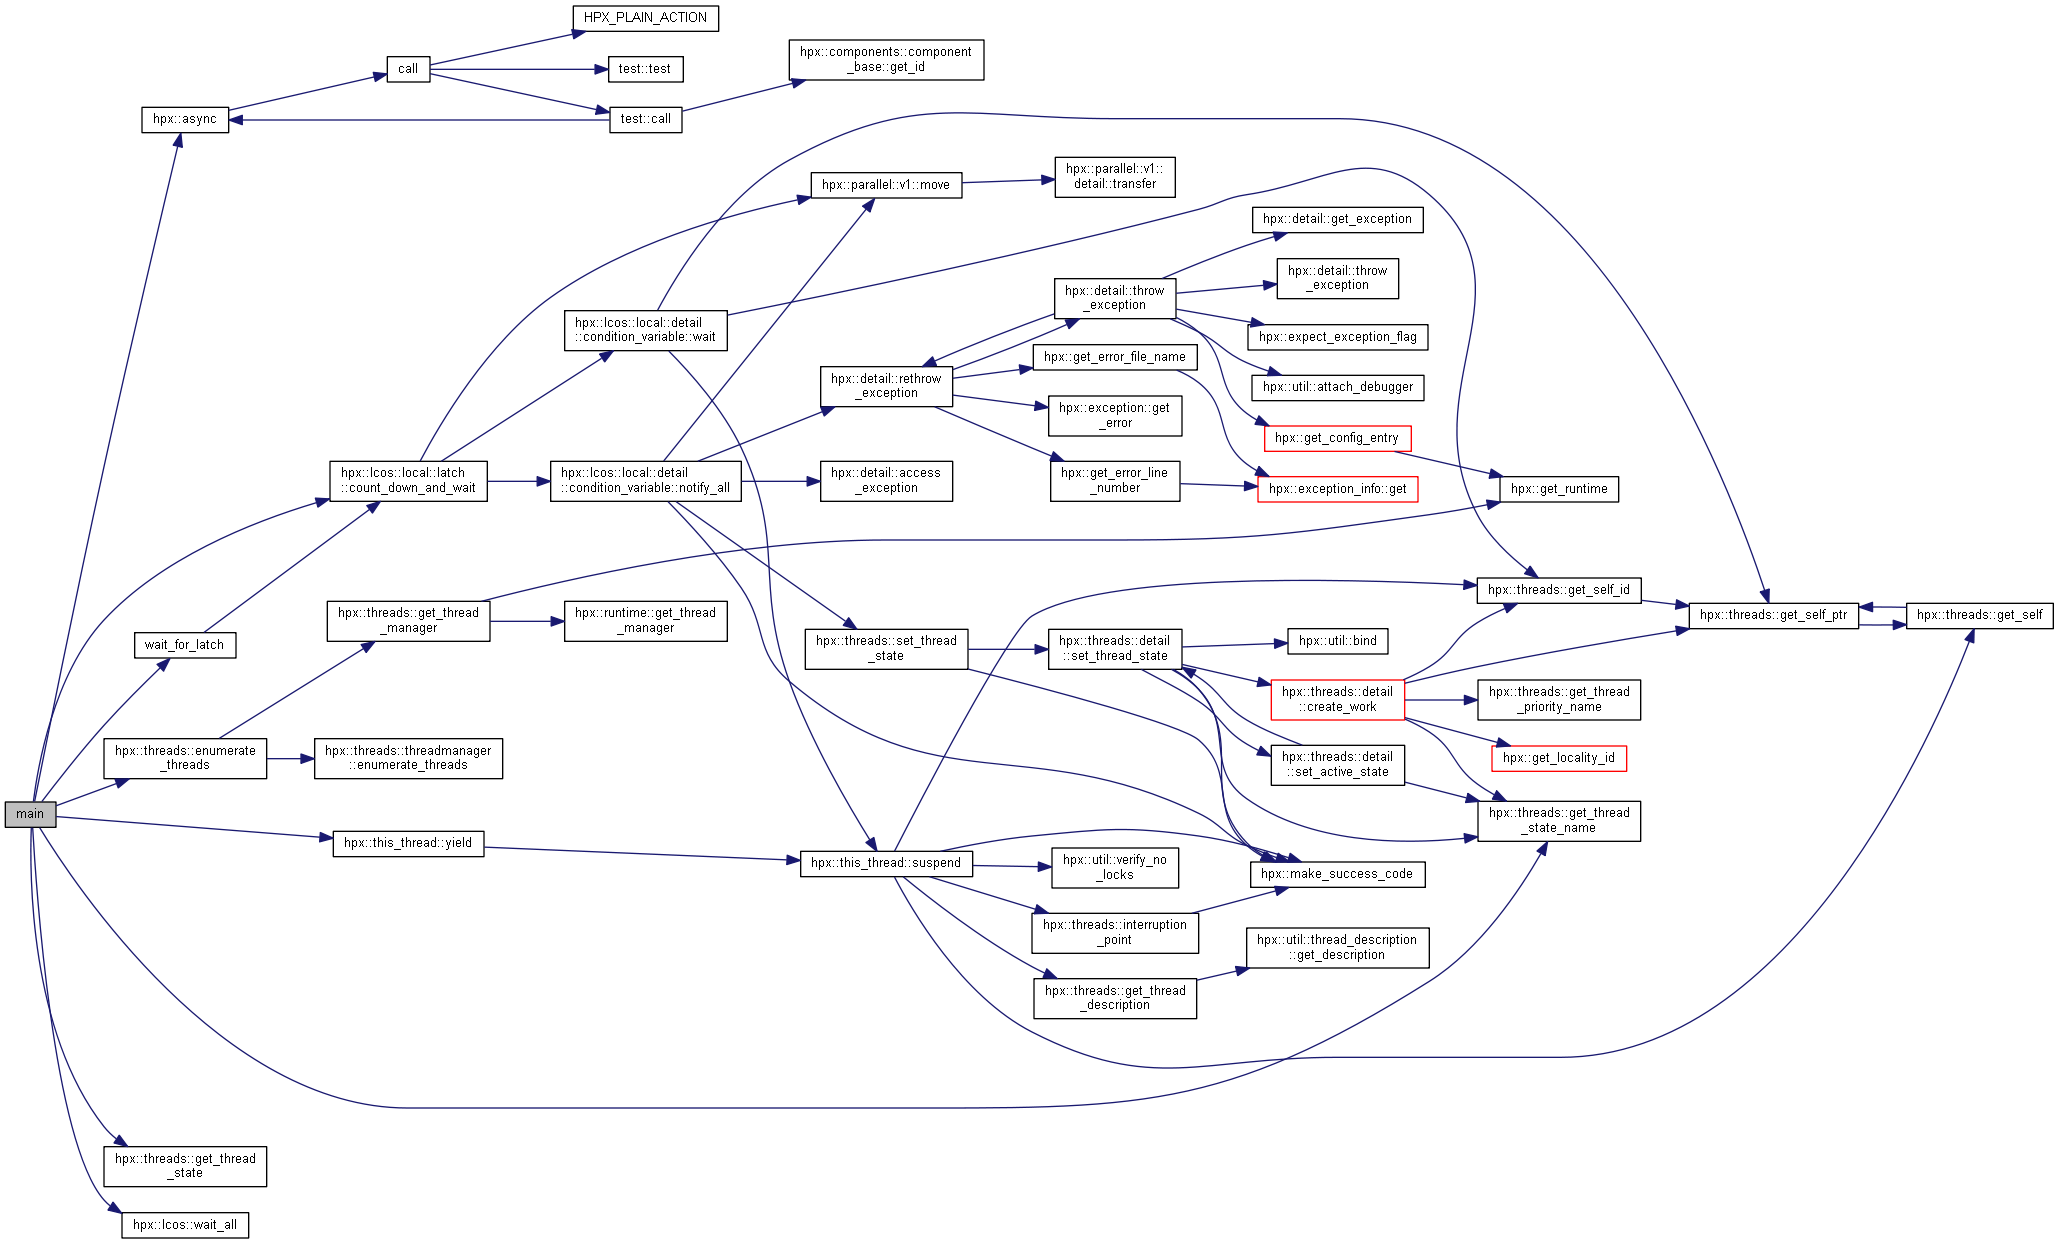 HPX_PLAIN_ACTION
call
test::test
hpx::components::component
_base::get_id
hpx::async
test::call
hpx::parallel::v1::move
hpx::parallel::v1::
detail::transfer
hpx::detail::get_exception
hpx::detail::throw
_exception
hpx::detail::throw
_exception
hpx::lcos::local::detail
::condition_variable::wait
hpx::expect_exception_flag
hpx::get_error_file_name
hpx::detail::rethrow
_exception
hpx::util::attach_debugger
hpx::exception::get
_error
hpx::get_config_entry
hpx::lcos::local::latch
::count_down_and_wait
hpx::lcos::local::detail
::condition_variable::notify_all
hpx::detail::access
_exception
hpx::get_error_line
_number
hpx::exception_info::get
hpx::get_runtime
hpx::threads::get_self_id
hpx::threads::get_thread
_manager
hpx::runtime::get_thread
_manager
hpx::threads::get_self_ptr
hpx::threads::get_self
wait_for_latch
hpx::threads::set_thread
_state
hpx::threads::detail
::set_thread_state
hpx::util::bind
hpx::threads::detail
::create_work
hpx::threads::get_thread
_priority_name
hpx::threads::enumerate
_threads
hpx::threads::threadmanager
::enumerate_threads
hpx::threads::detail
::set_active_state
hpx::get_locality_id
main
hpx::threads::get_thread
_state_name
hpx::this_thread::yield
hpx::this_thread::suspend
hpx::util::verify_no
_locks
hpx::make_success_code
hpx::threads::interruption
_point
hpx::util::thread_description
::get_description
hpx::threads::get_thread
_description
hpx::threads::get_thread
_state
hpx::lcos::wait_all